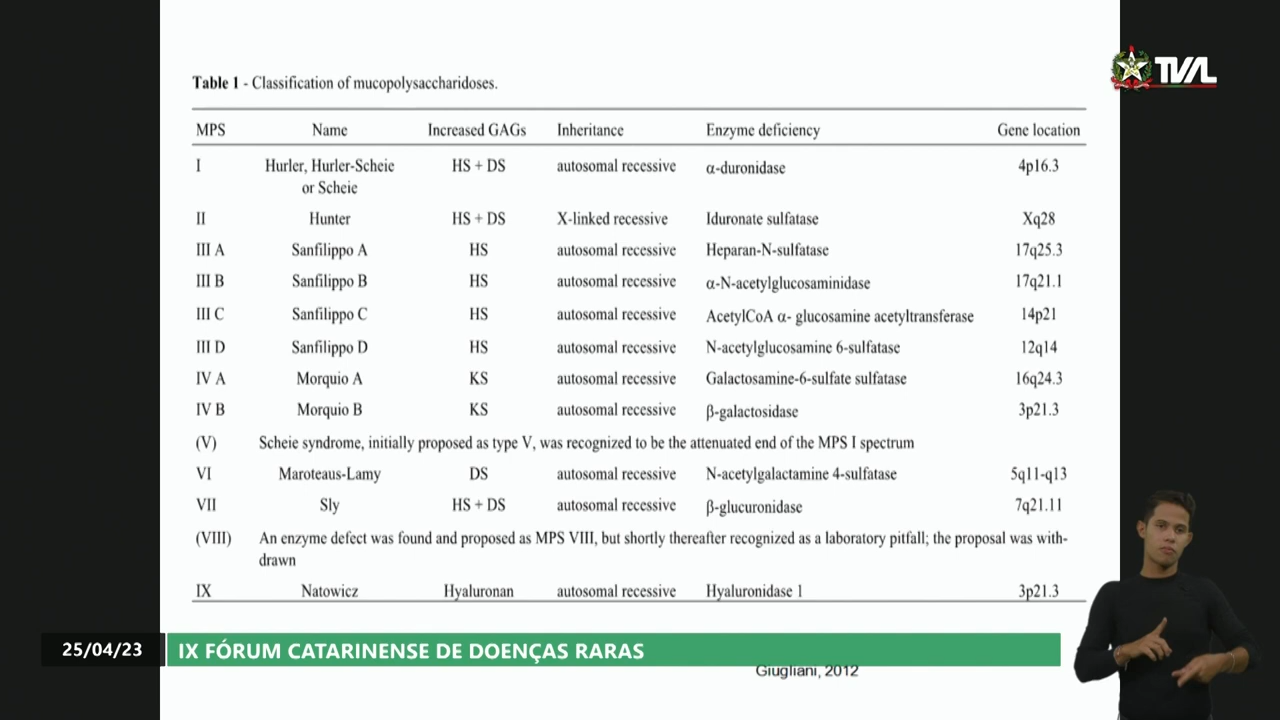 TVAL
Table 1 - Classification of mucopolysaccharidoses.
MPS Name Increased GAGs Inheritance Enzyme deficiency Gene location
I Hurler, Hurler-Scheie HS + DS autosomal recessive α-duronidase 4p16.3
or Scheie
II Hunter HS + DS X-linked recessive Iduronate sulfatase Xq28
III A Sanfilippo A HS autosomal recessive Heparan-N-sulfatase 17q25.3
III B Sanfilippo B HS autosomal recessive α-N-acetylglucosaminidase 17q21.1
III C Sanfilippo C HS autosomal recessive AcetylCoA α- glucosamine acetyltransferase 14p21
III D Sanfilippo D HS autosomal recessive N-acetylglucosamine 6-sulfatase 12q14
IV A Morquio A KS autosomal recessive Galactosamine-6-sulfate sulfatase 16q24.3
IV B Morquio B KS autosomal recessive β-galactosidase 3p21.3
(V) Scheie syndrome, initially proposed as type V, was recognized to be the attenuated end of the MPS I spectrum
VI Maroteaus-Lamy DS autosomal recessive N-acetylgalactamine 4-sulfatase 5q11-q13
VII Sly HS + DS autosomal recessive β-glucuronidase 7q21.11
(VIII) An enzyme defect was found and proposed as MPS VIII, but shortly thereafter recognized as a laboratory pitfall; the proposal was with-
drawn
IX Natowicz Hyaluronan autosomal recessive Hyaluronidase 1 3p21.3
25/04/23 IX FÓRUM CATARINENSE DE DOENÇAS RARAS
Giugliani, 2012